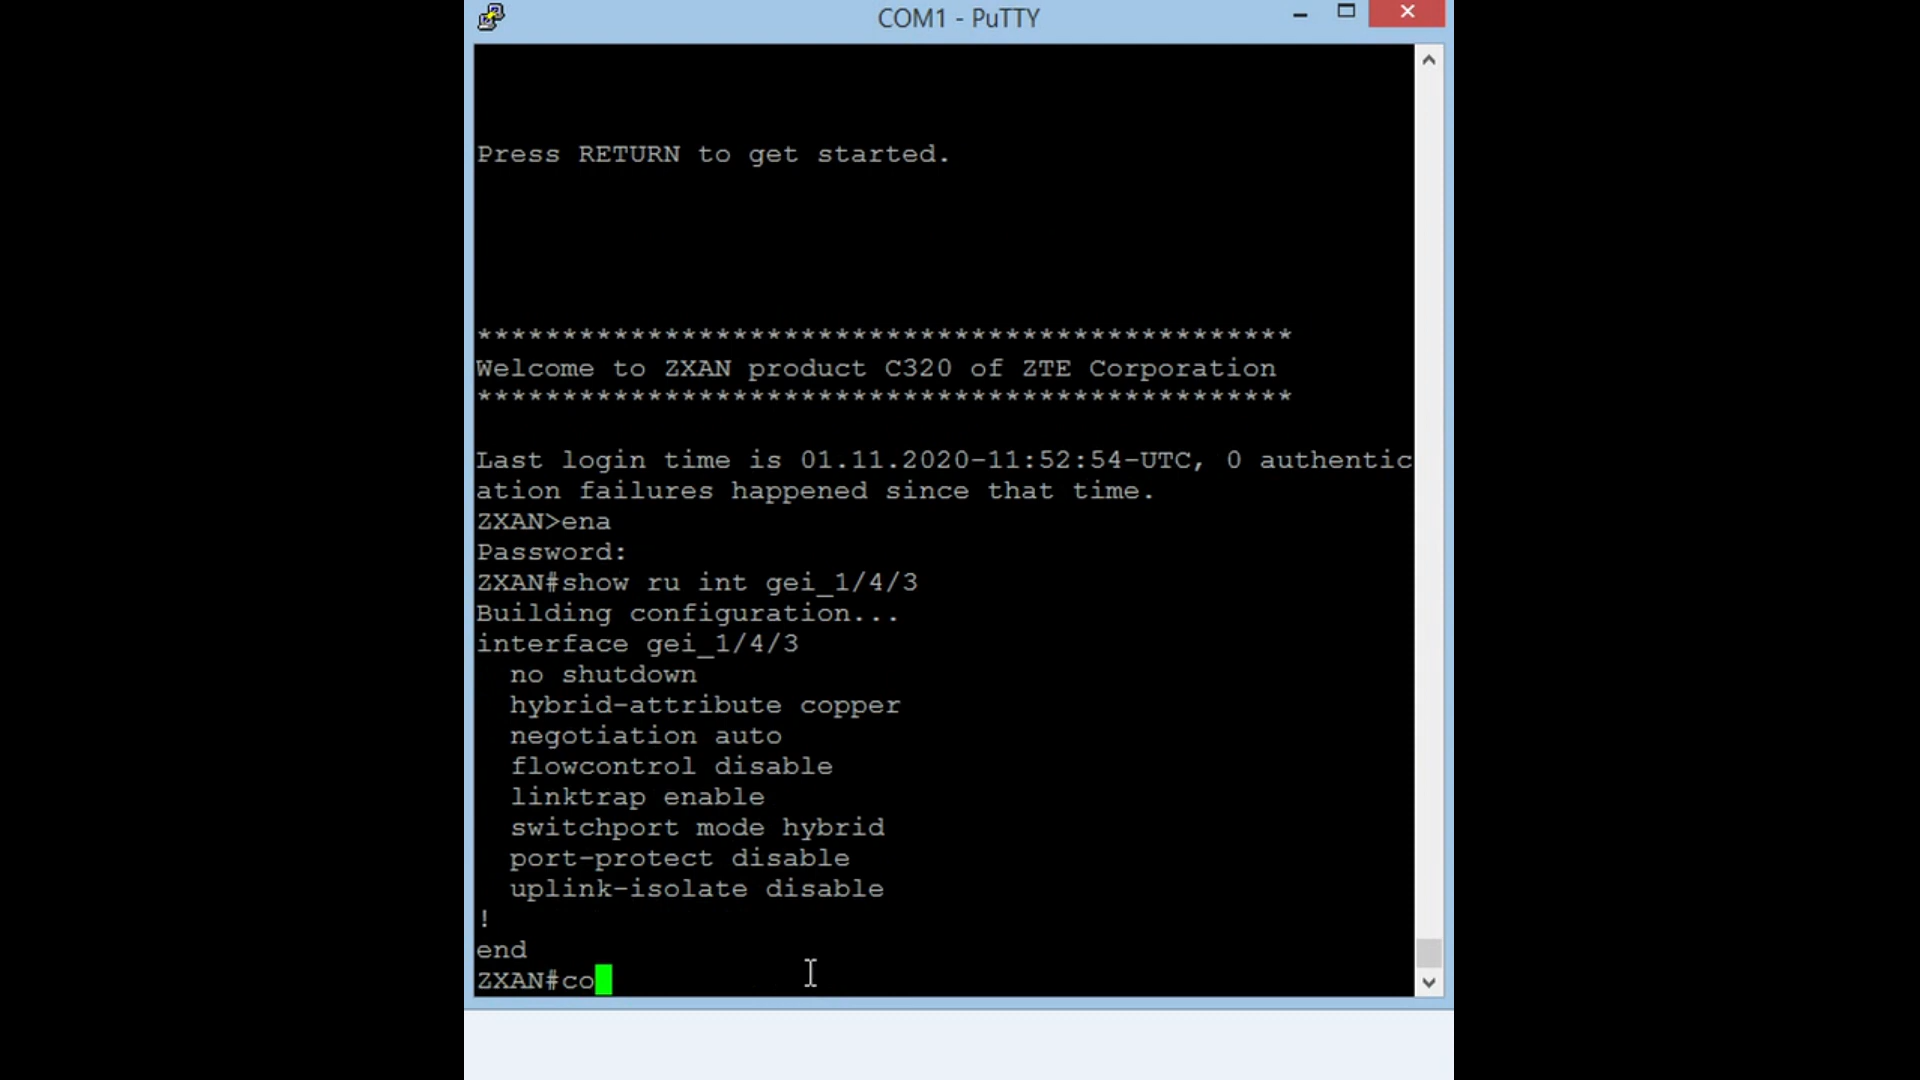 COM1 - PuTTY
Press RETURN to get started.
************************************************
Welcome to ZXAN product C320 of ZTE Corporation
************************************************
Last login time is 01.11.2020-11:52:54-UTC, 0 authentic
ation failures happened since that time.
ZXAN>ena
Password:
ZXAN#show ru int gei_1/4/3
Building configuration...
interface gei_1/4/3
  no shutdown
  hybrid-attribute copper
  negotiation auto
  flowcontrol disable
  linktrap enable
  switchport mode hybrid
  port-protect disable
  uplink-isolate disable
!
end
ZXAN#co